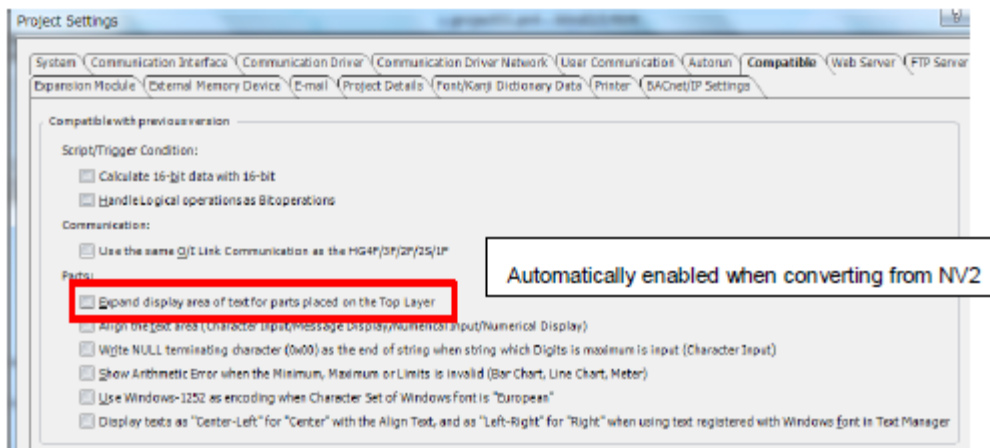 Project Settings
System Communication Interface Communication Driver Communication Driver Network User Communication Autorun Compatible Web Server FTP Server
Expansion Module External Memory Device E-mail Project Details Font/Kanji Dictionary Data Printer BACnet/IP Settings
Compatible with previous version
Script/Trigger Condition:
Calculate 16-bit data with 16-bit
Handle Logical operations as Bit operations
Communication:
Use the same O/I Link Communication as the HG4F/3F/2F/2S/1F
Parts:
Automatically enabled when converting from NV2
Expand display area of text for parts placed on the Top Layer
Align the text area (Character Input/Message Display/Numerical Input/Numerical Display)
Write NULL terminating character (0x00) as the end of string when string which Digits is maximum is input (Character Input)
Show Arithmetic Error when the Minimum, Maximum or Limits is invalid (Bar Chart, Line Chart, Meter)
Use Windows-1252 as encoding when Character Set of Windows font is "European"
Display texts as "Center-Left" for "Center" with the Align Text, and as "Left-Right" for "Right" when using text registered with Windows font in Text Manager